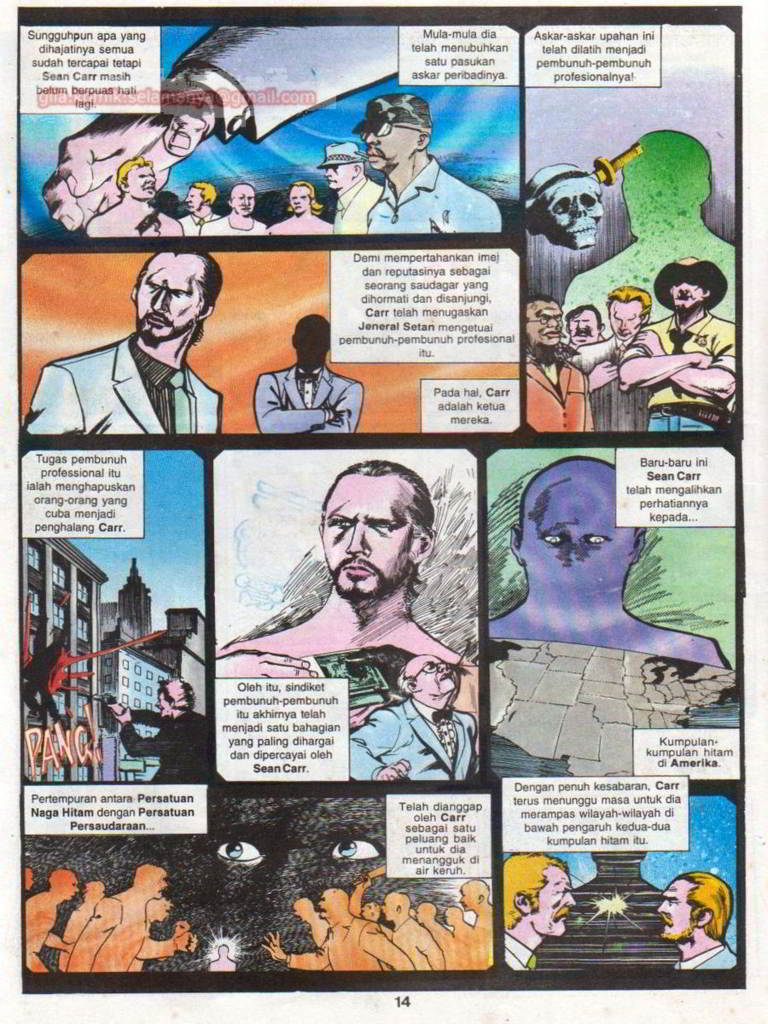 Sungguhpun apa yang
dihajatinya semua
sudah tercapai tetapi
Sean Carr masih
belum berpuas hati
lagi.
gila.komik.selamanya@gmail.com
Mula-mula dia
telah menubuhkan
satu pasukan
askar peribadinya.
Askar-askar upahan ini
telah dilatih menjadi
pembunuh-pembunuh
profesionalnya!
Demi mempertahankan imej
dan reputasinya sebagai
seorang saudagar yang
dihormati dan disanjungi,
Carr telah menugaskan
Jeneral Setan mengetuai
pembunuh-pembunuh profesional
itu.
Pada hal, Carr
adalah ketua
mereka.
Tugas pembunuh
professional itu
ialah menghapuskan
orang-orang yang
cuba menjadi
penghalang Carr.
PANG!
Oleh itu, sindiket
pembunuh-pembunuh
itu akhirnya telah
menjadi satu bahagian
yang paling dihargai
dan dipercayai oleh
Sean Carr.
Baru-baru ini
Sean Carr
telah mengalihkan
perhatiannya
kepada...
Kumpulan-
kumpulan hitam
di Amerika.
Pertempuran antara Persatuan
Naga Hitam dengan Persatuan
Persaudaraan...
Telah dianggap
oleh Carr
sebagai satu
peluang baik
untuk dia
menangguk di
air keruh.
Dengan penuh kesabaran, Carr
terus menunggu masa untuk dia
merampas wilayah-wilayah di
bawah pengaruh kedua-dua
kumpulan hitam itu.
14